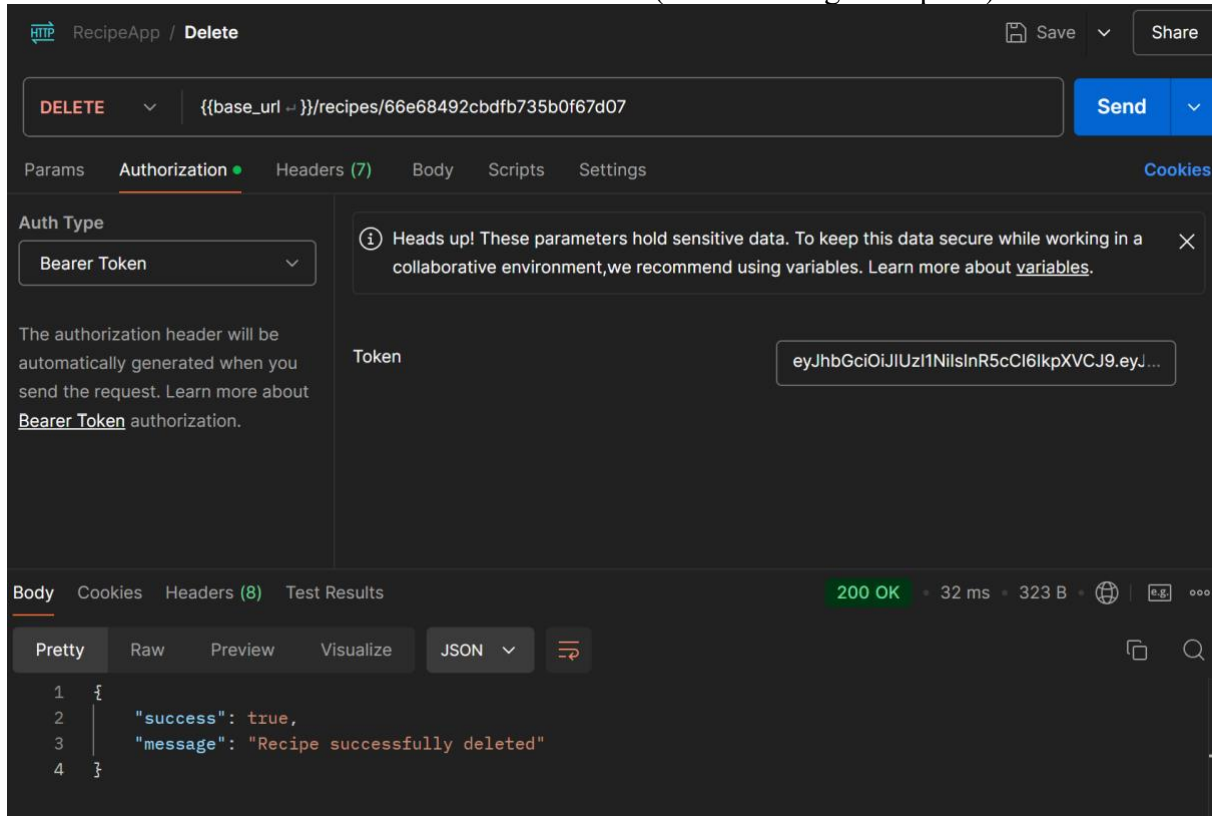 RecipeApp / Delete
Save
Share
DELETE
{{base_url}}/recipes/66e68492cbdfb735b0f67d07
Send
Params
Authorization
Headers (7)
Body
Scripts
Settings
Cookies
Auth Type
Bearer Token
The authorization header will be
automatically generated when you
send the request. Learn more about
Bearer Token authorization.
Heads up! These parameters hold sensitive data. To keep this data secure while working in a
collaborative environment,we recommend using variables. Learn more about variables.
Token
eyJhbGciOiJIUzI1NiIsInR5cCI6IkpXVCJ9.eyJ...
Body
Cookies
Headers (8)
Test Results
200 OK
32 ms
323 B
e.g.
Pretty
Raw
Preview
Visualize
JSON
1 {
2 "success": true,
3 "message": "Recipe successfully deleted"
4 }